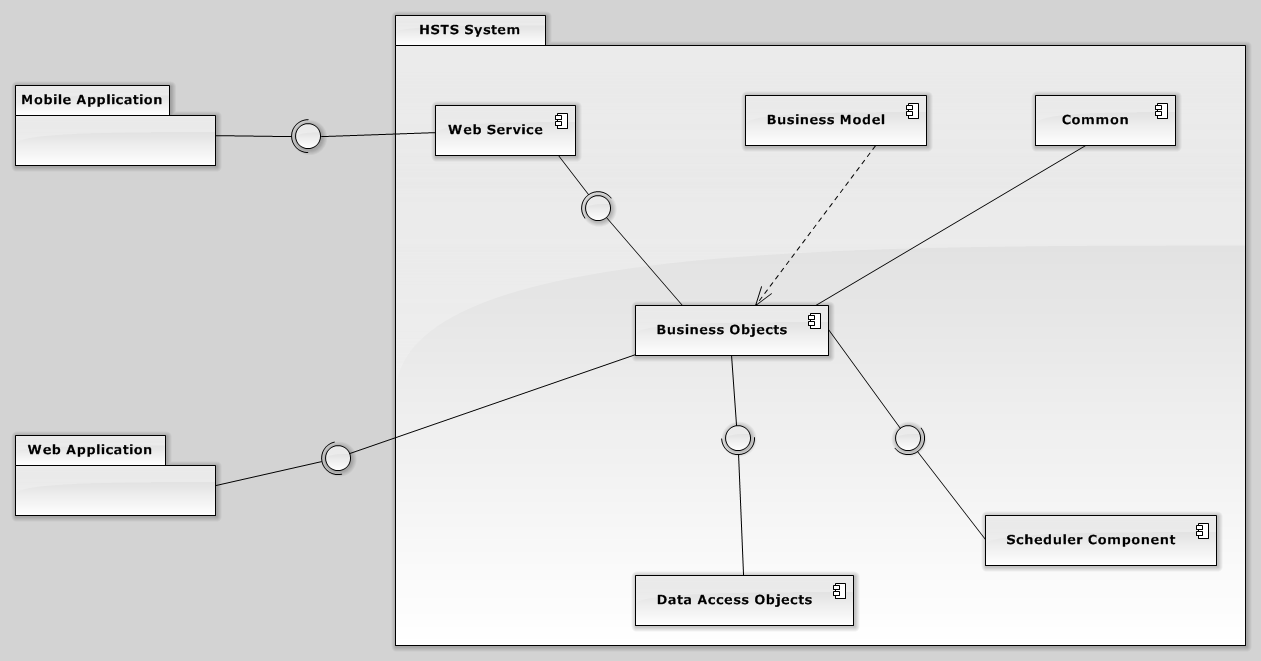 HSTS System
Mobile Application
Web Service
Business Model
Common
Business Objects
Web Application
Scheduler Component
Data Access Objects